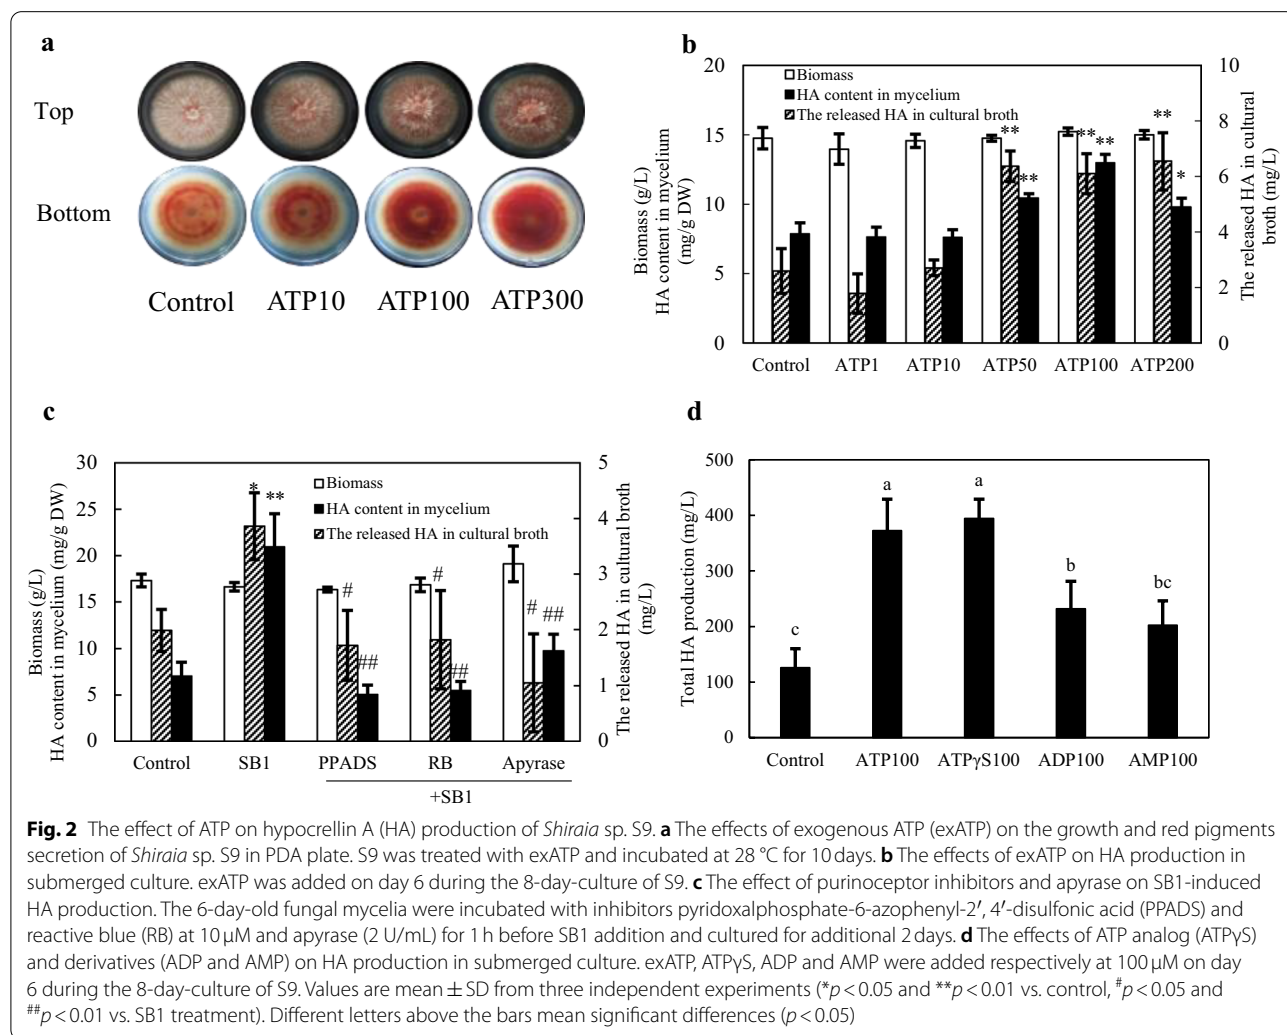 a
Top
Bottom
Control ATP10 ATP100 ATP300
b
Biomass (g/L)
HA content in mycelium
(mg/g DW)
20
15
10
5
0
Biomass
HA content in mycelium
The released HA in cultural broth
** ** ** ** ** *
10
8
6
4
2
0
The released HA in cultural
broth (mg/L)
Control ATP1 ATP10 ATP50 ATP100 ATP200
c
Biomass (g/L)
HA content in mycelium (mg/g DW)
30
25
20
15
10
5
0
Biomass
HA content in mycelium
The released HA in cultural broth
* ** # ## # ## # ##
5
4
3
2
1
0
The released HA in cultural broth
(mg/L)
Control SB1 PPADS RB Apyrase
+SB1
d
Total HA production (mg/L)
500
400
300
200
100
0
c a a b bc
Control ATP100 ATPγS100 ADP100 AMP100
Fig. 2 The effect of ATP on hypocrellin A (HA) production of Shiraia sp. S9. a The effects of exogenous ATP (exATP) on the growth and red pigments
secretion of Shiraia sp. S9 in PDA plate. S9 was treated with exATP and incubated at 28 °C for 10 days. b The effects of exATP on HA production in
submerged culture. exATP was added on day 6 during the 8-day-culture of S9. c The effect of purinoceptor inhibitors and apyrase on SB1-induced
HA production. The 6-day-old fungal mycelia were incubated with inhibitors pyridoxalphosphate-6-azophenyl-2′, 4′-disulfonic acid (PPADS) and
reactive blue (RB) at 10 μM and apyrase (2 U/mL) for 1 h before SB1 addition and cultured for additional 2 days. d The effects of ATP analog (ATPγS)
and derivatives (ADP and AMP) on HA production in submerged culture. exATP, ATPγS, ADP and AMP were added respectively at 100 μM on day
6 during the 8-day-culture of S9. Values are mean ± SD from three independent experiments (*p < 0.05 and **p < 0.01 vs. control, #p < 0.05 and
##p < 0.01 vs. SB1 treatment). Different letters above the bars mean significant differences (p < 0.05)